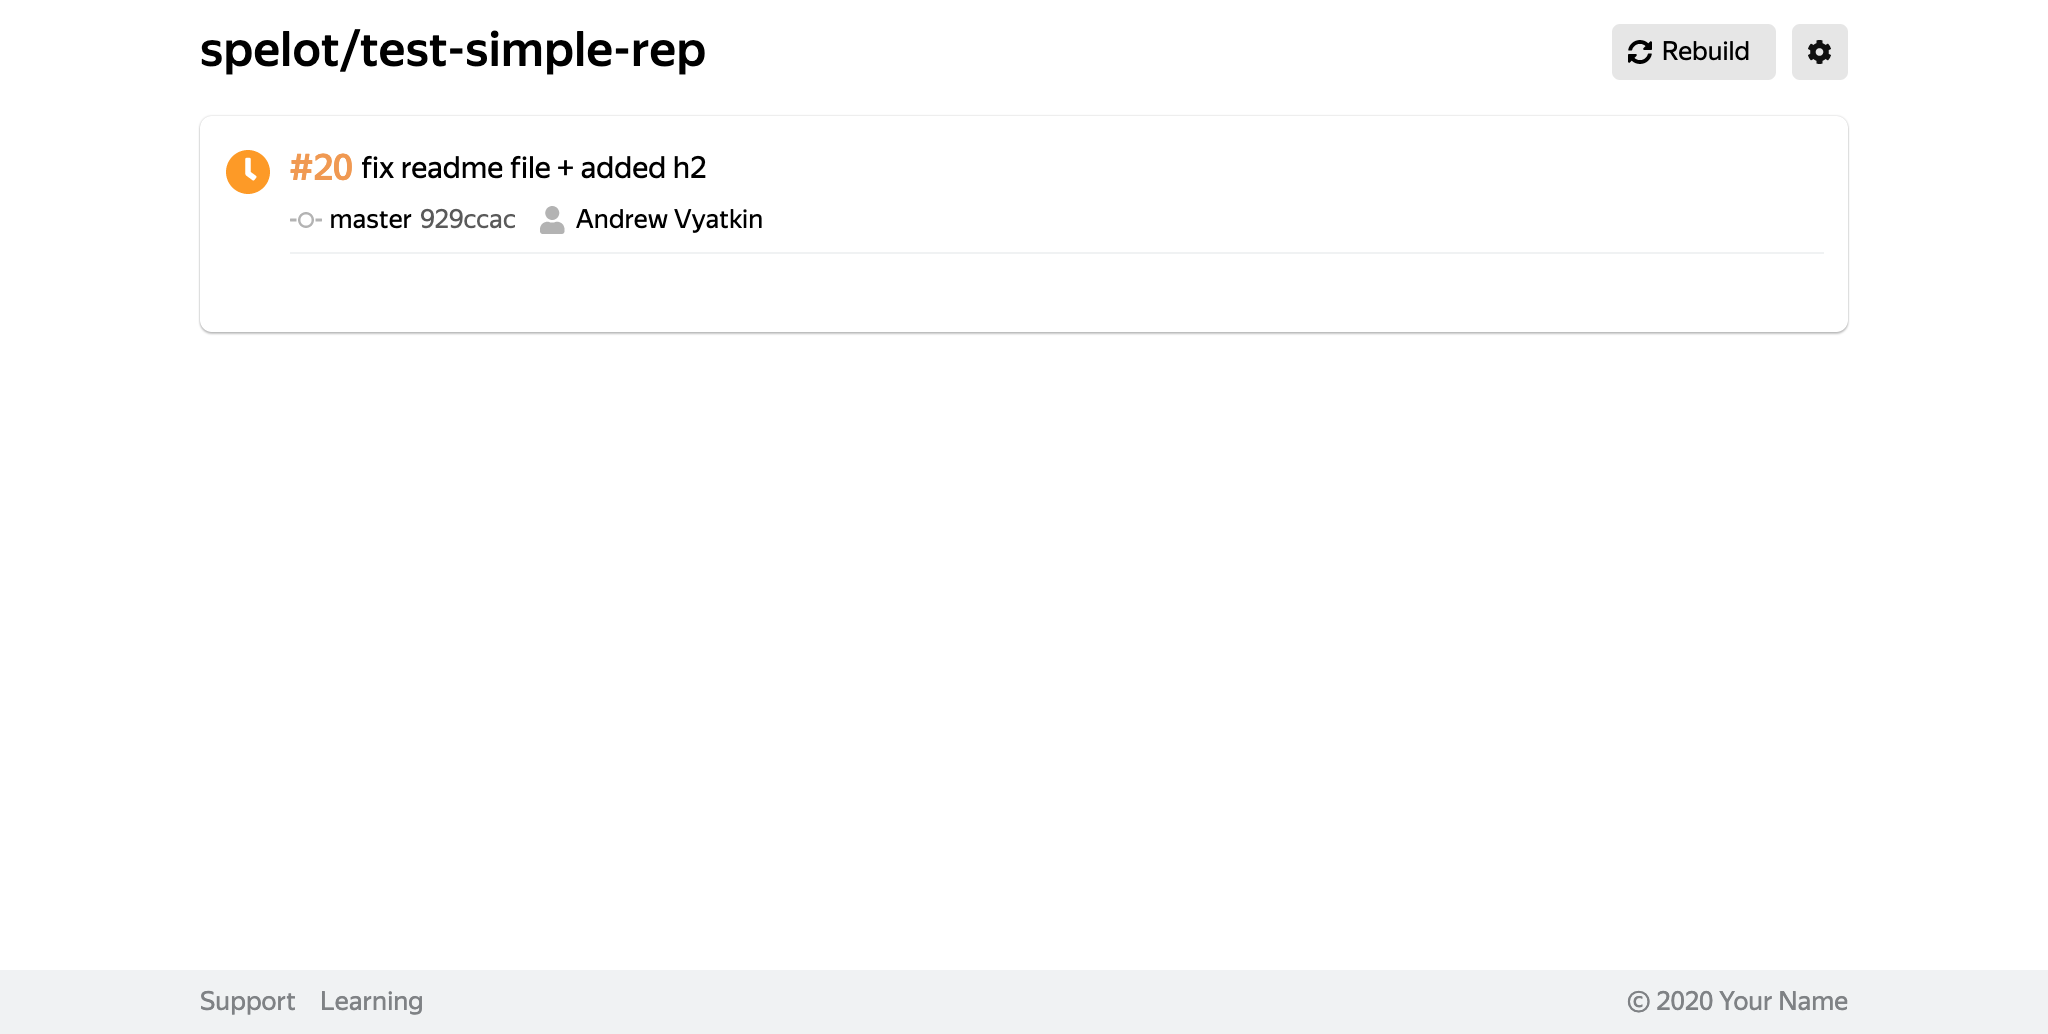 spelot/test-simple-rep
Rebuild
#20 fix readme file + added h2
master 929ccac Andrew Vyatkin
Support Learning
© 2020 Your Name